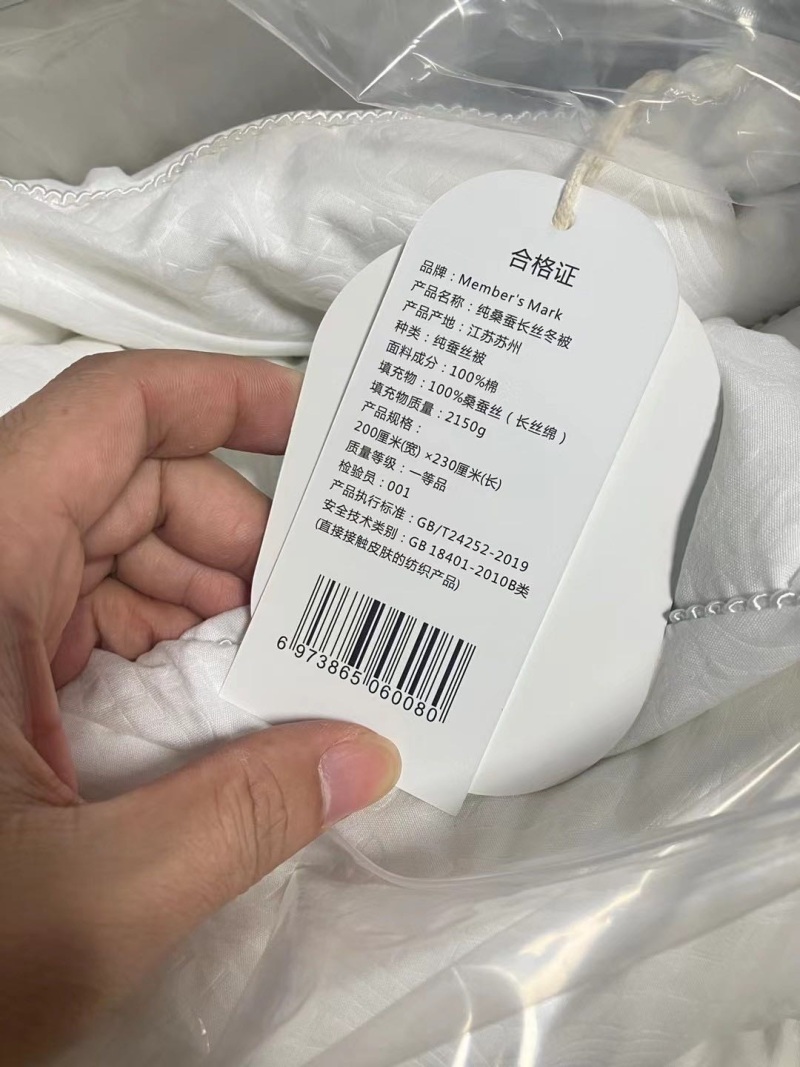 合格证
品牌：Member's Mark
产品名称：纯桑蚕长丝冬被
产品产地：江苏苏州
种类：纯蚕丝被
面料成分：100%棉
填充物：100%桑蚕丝（长丝绵）
填充物质量：2150g
产品规格：
200厘米(宽) ×230厘米(长)
质量等级：一等品
检验员：001
产品执行标准：GB/T24252-2019
安全技术类别：GB 18401-2010B类
(直接接触皮肤的纺织产品)
6 973865 060080